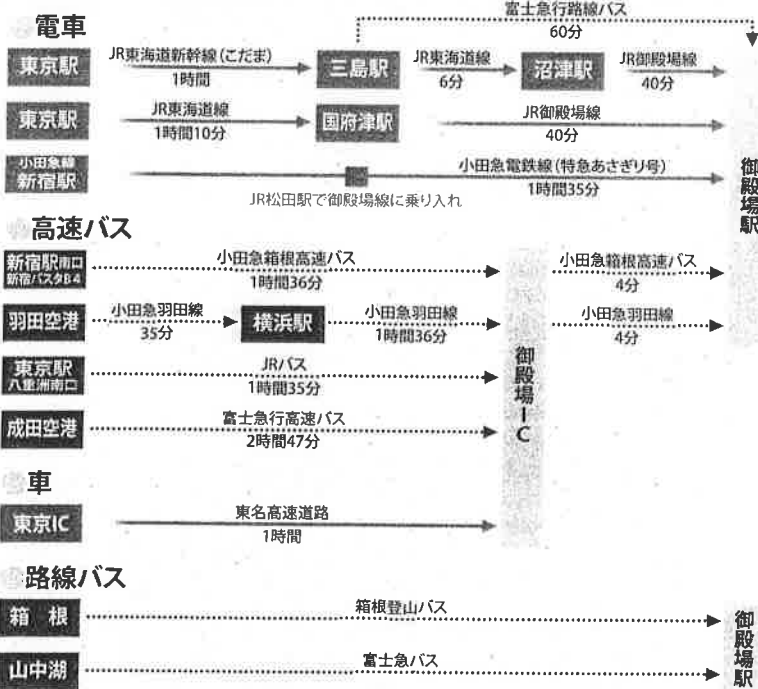 電車
富士急行路線バス
60分
東京駅
JR東海道新幹線(こだま)
1時間
三島駅
JR東海道線
6分
沼津駅
JR御殿場線
40分
東京駅
JR東海道線
1時間10分
国府津駅
JR御殿場線
40分
小田急線
新宿駅
JR松田駅で御殿場線に乗り入れ
小田急電鉄線(特急あさぎり号)
1時間35分
御殿場駅
高速バス
新宿駅南口
新宿バスタB4
小田急箱根高速バス
1時間36分
小田急箱根高速バス
4分
羽田空港
小田急羽田線
35分
横浜駅
小田急羽田線
1時間36分
小田急羽田線
4分
東京駅
八重洲南口
JRバス
1時間35分
成田空港
富士急行高速バス
2時間47分
御殿場IC
車
東京IC
東名高速道路
1時間
路線バス
箱根
箱根登山バス
山中湖
富士急バス
御殿場駅